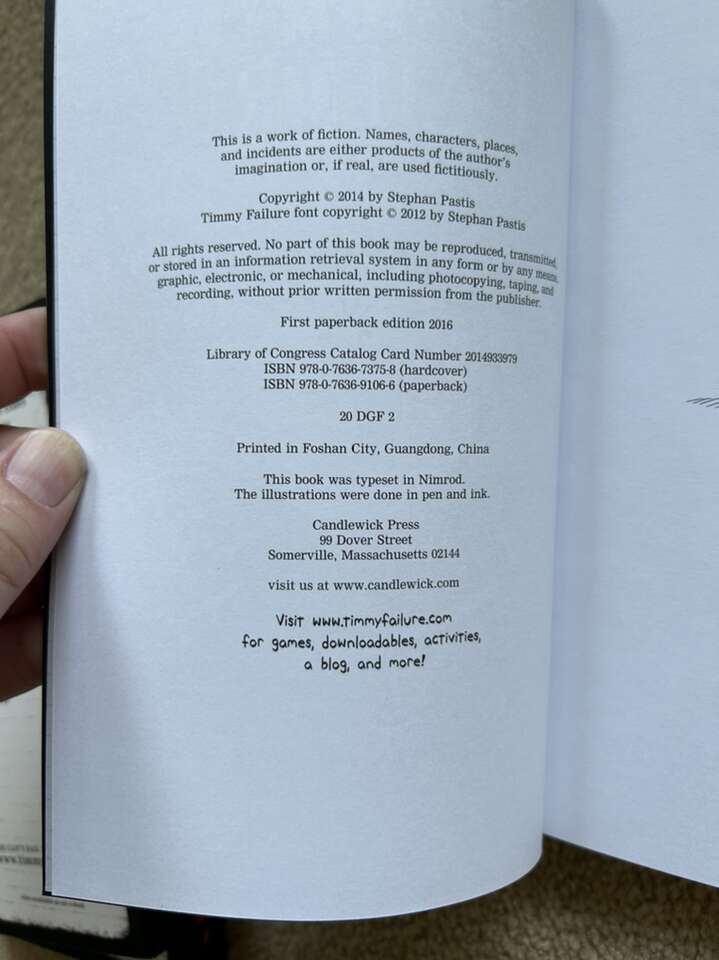 This is a work of fiction. Names, characters, places,
and incidents are either products of the author's
imagination or, if real, are used fictitiously.
Copyright © 2014 by Stephan Pastis
Timmy Failure font copyright © 2012 by Stephan Pastis
All rights reserved. No part of this book may be reproduced, transmitted,
or stored in an information retrieval system in any form or by any means,
graphic, electronic, or mechanical, including photocopying, taping, and
recording, without prior written permission from the publisher.
First paperback edition 2016
Library of Congress Catalog Card Number 2014933979
ISBN 978-0-7636-7375-8 (hardcover)
ISBN 978-0-7636-9106-6 (paperback)
20 DGF 2
Printed in Foshan City, Guangdong, China
This book was typeset in Nimrod.
The illustrations were done in pen and ink.
Candlewick Press
99 Dover Street
Somerville, Massachusetts 02144
visit us at www.candlewick.com
Visit www.timmyfailure.com
for games, downloadables, activities,
a blog, and more!